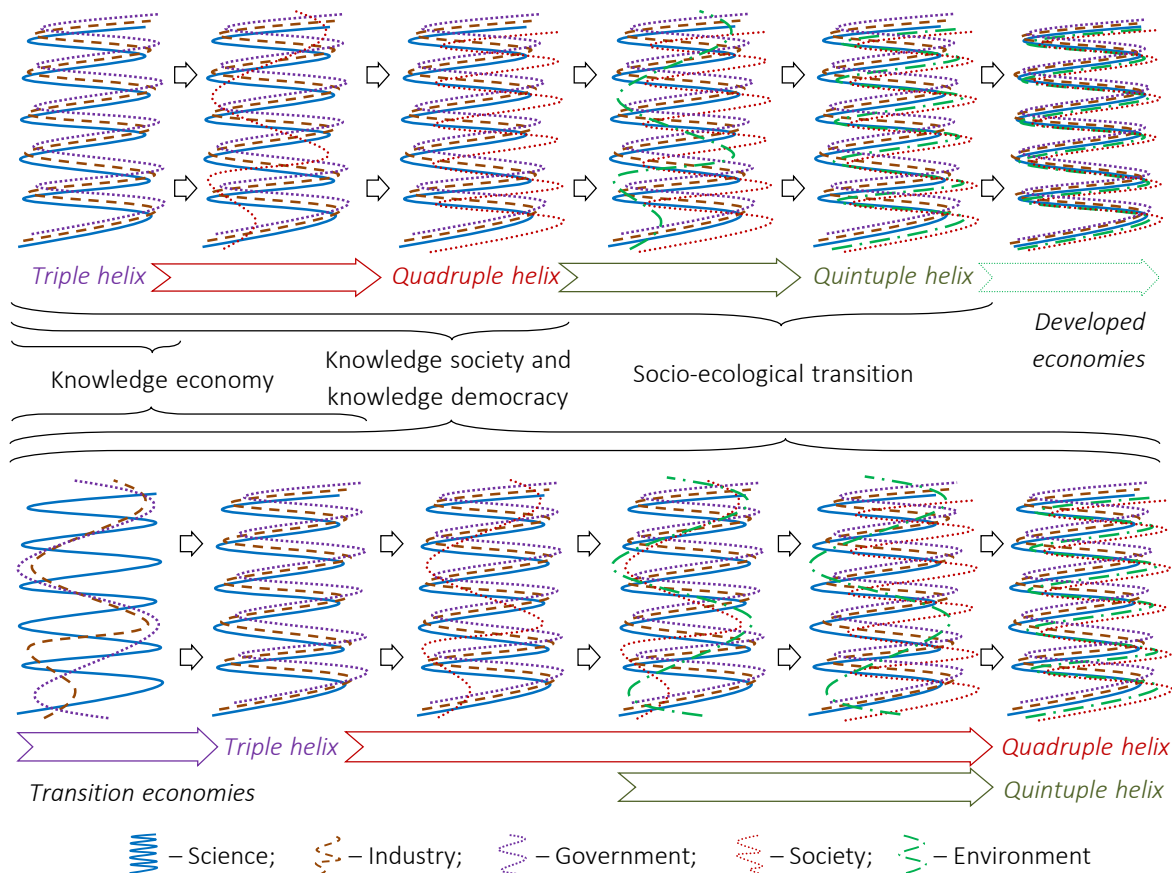 Triple helix
Quadruple helix
Quintuple helix
Developed
economies
Knowledge economy
Knowledge society and
knowledge democracy
Socio-ecological transition
Triple helix
Quadruple helix
Transition economies
Quintuple helix
– Science;
– Industry;
– Government;
– Society;
– Environment